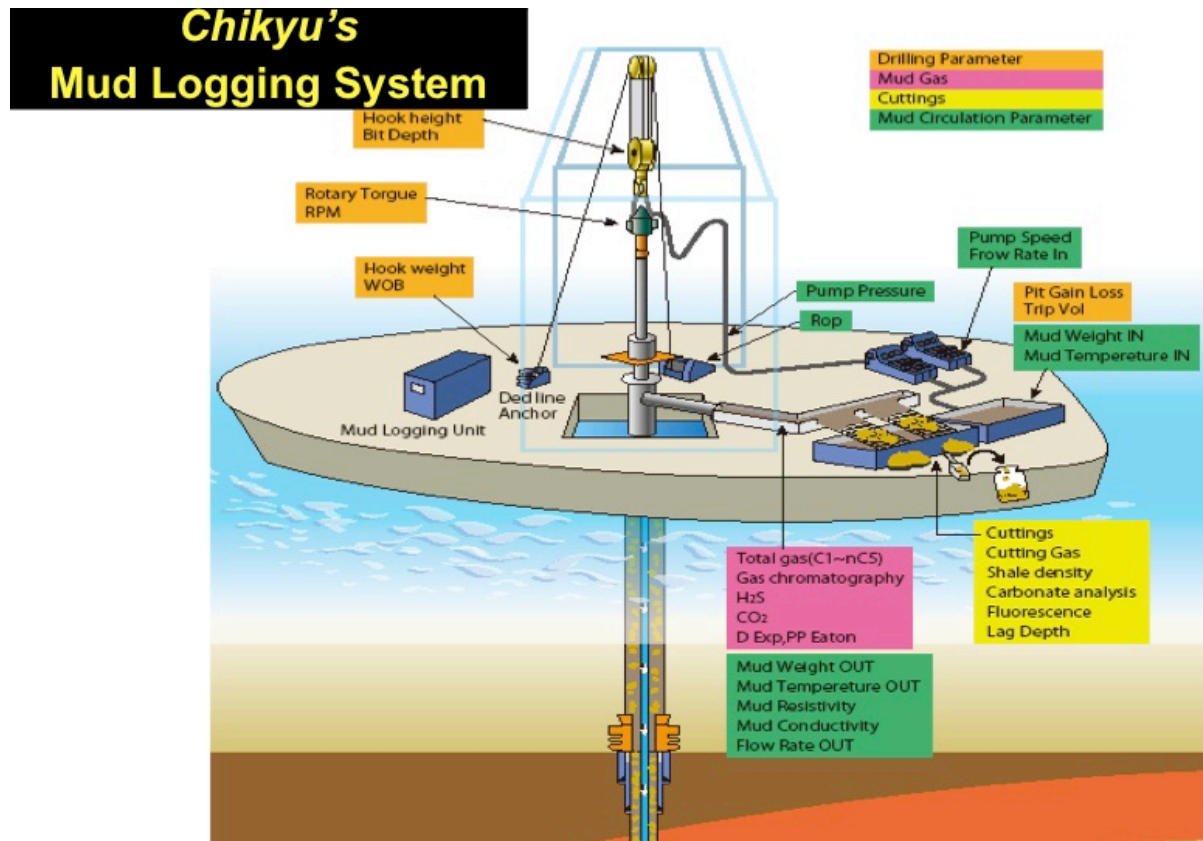 Chikyu's
Mud Logging System
Drilling Parameter
Mud Gas
Cuttings
Mud Circulation Parameter
Hook height
Bit Depth
Rotary Torgue
RPM
Hook weight
WOB
Pump Speed
Frow Rate In
Pump Pressure
Rop
Pit Gain Loss
Trip Vol
Mud Weight IN
Mud Tempereture IN
Ded line
Anchor
Mud Logging Unit
Total gas(C1~nC5)
Gas chromatography
H2S
CO2
D Exp,PP Eaton
Mud Weight OUT
Mud Tempereture OUT
Mud Resistivity
Mud Conductivity
Flow Rate OUT
Cuttings
Cutting Gas
Shale density
Carbonate analysis
Fluorescence
Lag Depth